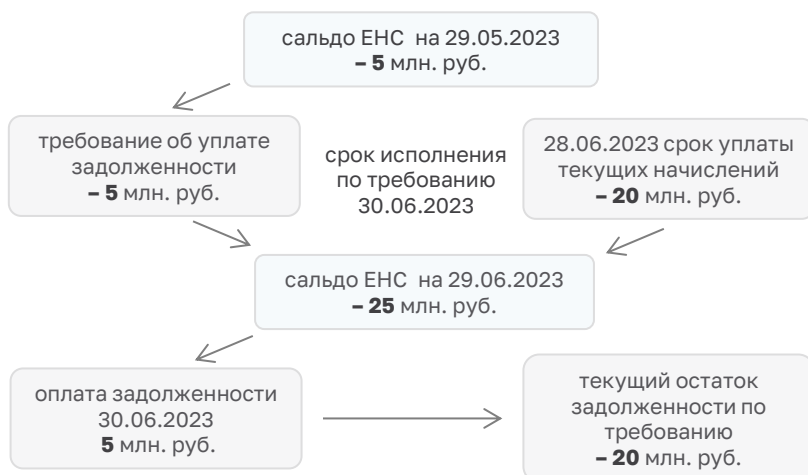 сальдо ЕНС на 29.05.2023
– 5 млн. руб.
требование об уплате
задолженности
– 5 млн. руб.
срок исполнения
по требованию
30.06.2023
28.06.2023 срок уплаты
текущих начислений
– 20 млн. руб.
сальдо ЕНС на 29.06.2023
– 25 млн. руб.
оплата задолженности
30.06.2023
5 млн. руб.
текущий остаток
задолженности по
требованию
– 20 млн. руб.